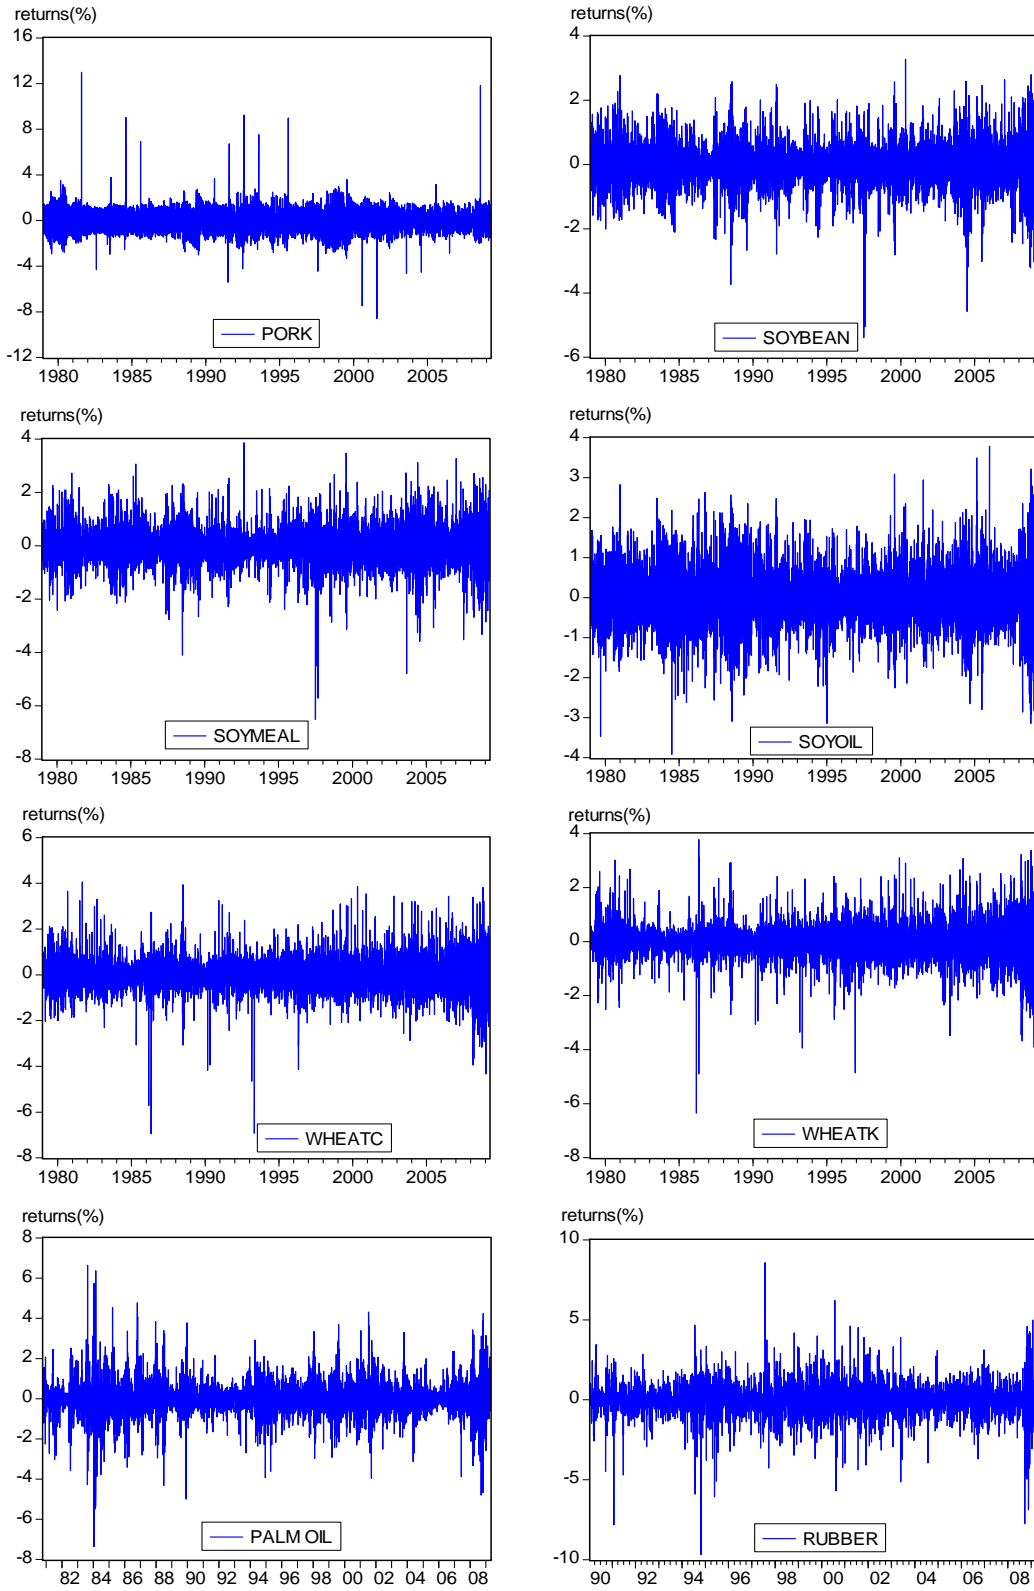 returns(%)
16
12
8
4
0
-4
-8
-12
PORK
1980 1985 1990 1995 2000 2005
returns(%)
4
2
0
-2
-4
-6
SOYBEAN
1980 1985 1990 1995 2000 2005
returns(%)
4
2
0
-2
-4
-6
-8
SOYMEAL
1980 1985 1990 1995 2000 2005
returns(%)
4
3
2
1
0
-1
-2
-3
-4
SOYOIL
1980 1985 1990 1995 2000 2005
returns(%)
6
4
2
0
-2
-4
-6
-8
WHEATC
1980 1985 1990 1995 2000 2005
returns(%)
4
2
0
-2
-4
-6
-8
WHEATK
1980 1985 1990 1995 2000 2005
returns(%)
8
6
4
2
0
-2
-4
-6
-8
PALM OIL
82 84 86 88 90 92 94 96 98 00 02 04 06 08
returns(%)
10
5
0
-5
-10
RUBBER
90 92 94 96 98 00 02 04 06 08